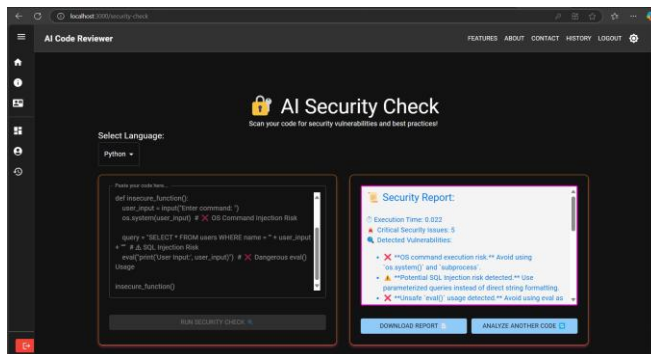 localhost:3000/security-check
AI Code Reviewer
FEATURES ABOUT CONTACT HISTORY LOGOUT
AI Security Check
Scan your code for security vulnerabilities and best practices!
Select Language:
Python
Paste your code here...
def insecure_function():
user_input = input("Enter command: ")
os.system(user_input) # ❌ OS Command Injection Risk
query = "SELECT * FROM users WHERE name = '" + user_input
+ "'" # ⚠ SQL Injection Risk
eval("print('User Input:', user_input)") # ❌ Dangerous eval()
Usage
insecure_function()
RUN SECURITY CHECK
Security Report:
Execution Time: 0.022
Critical Security Issues: 5
Detected Vulnerabilities:
• ❌ **OS command execution risk.** Avoid using
`os.system()` and `subprocess`.
• ⚠ **Potential SQL Injection risk detected.** Use
parameterized queries instead of direct string formatting.
• ❌ **Unsafe `eval()` usage detected.** Avoid using eval as
DOWNLOAD REPORT
ANALYZE ANOTHER CODE